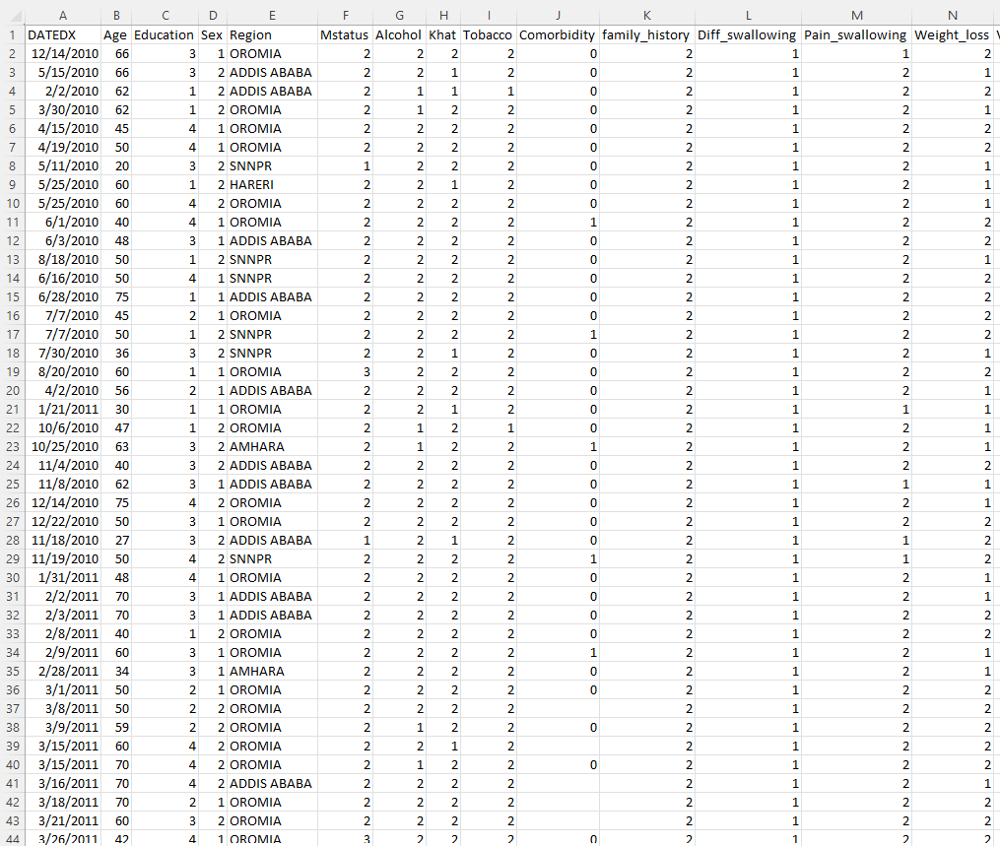 A B C D E F G H I J K L M N
1 DATEDX Age Education Sex Region Mstatus Alcohol Khat Tobacco Comorbidity family_history Diff_swallowing Pain_swallowing Weight_loss
2 12/14/2010 66 3 1 OROMIA 2 2 2 2 0 2 1 1 2
3 5/15/2010 66 3 2 ADDIS ABABA 2 2 1 2 0 2 1 2 1
4 2/2/2010 62 1 2 ADDIS ABABA 2 1 1 1 0 2 1 2 2
5 3/30/2010 62 1 2 OROMIA 2 1 2 2 0 2 1 2 1
6 4/15/2010 45 4 1 OROMIA 2 2 2 2 0 2 1 2 2
7 4/19/2010 50 4 1 OROMIA 2 2 2 2 0 2 1 2 2
8 5/11/2010 20 3 2 SNNPR 1 2 2 2 0 2 1 2 1
9 5/25/2010 60 1 2 HARERI 2 2 1 2 0 2 1 2 1
10 5/25/2010 60 4 2 OROMIA 2 2 2 2 0 2 1 2 1
11 6/1/2010 40 4 1 OROMIA 2 2 2 2 1 2 1 2 2
12 6/3/2010 48 3 1 ADDIS ABABA 2 2 2 2 0 2 1 2 2
13 8/18/2010 50 1 2 SNNPR 2 2 2 2 0 2 1 2 1
14 6/16/2010 50 4 1 SNNPR 2 2 2 2 0 2 1 2 2
15 6/28/2010 75 1 1 ADDIS ABABA 2 2 2 2 0 2 1 2 2
16 7/7/2010 45 2 1 OROMIA 2 2 2 2 0 2 1 2 2
17 7/7/2010 50 1 2 SNNPR 2 2 2 2 1 2 1 2 2
18 7/30/2010 36 3 2 SNNPR 2 2 1 2 0 2 1 2 1
19 8/20/2010 60 1 1 OROMIA 3 2 2 2 0 2 1 2 2
20 4/2/2010 56 2 1 ADDIS ABABA 2 2 2 2 0 2 1 2 1
21 1/21/2011 30 1 1 OROMIA 2 2 1 2 0 2 1 1 1
22 10/6/2010 47 1 2 OROMIA 2 1 2 1 0 2 1 2 1
23 10/25/2010 63 3 2 AMHARA 2 1 2 2 1 2 1 2 1
24 11/4/2010 40 3 2 ADDIS ABABA 2 2 2 2 0 2 1 2 2
25 11/8/2010 62 3 1 ADDIS ABABA 2 2 2 2 0 2 1 1 1
26 12/14/2010 75 4 2 OROMIA 2 2 2 2 0 2 1 2 1
27 12/22/2010 50 3 1 OROMIA 2 2 2 2 0 2 1 2 2
28 11/18/2010 27 3 2 ADDIS ABABA 1 2 1 2 0 2 1 1 2
29 11/19/2010 50 4 2 SNNPR 2 2 2 2 1 2 1 1 2
30 1/31/2011 48 4 1 OROMIA 2 2 2 2 0 2 1 2 1
31 2/2/2011 70 3 1 ADDIS ABABA 2 2 2 2 0 2 1 2 2
32 2/3/2011 70 3 1 ADDIS ABABA 2 2 2 2 0 2 1 2 2
33 2/8/2011 40 1 2 OROMIA 2 2 2 2 0 2 1 2 2
34 2/9/2011 60 3 1 OROMIA 2 2 2 2 1 2 1 2 1
35 2/28/2011 34 3 1 AMHARA 2 2 2 2 0 2 1 2 1
36 3/1/2011 50 2 1 OROMIA 2 2 2 2 0 2 1 2 2
37 3/8/2011 50 2 2 OROMIA 2 2 2 2 2 1 2 2
38 3/9/2011 59 2 2 OROMIA 2 1 2 2 0 2 1 2 2
39 3/15/2011 60 4 2 OROMIA 2 2 1 2 2 1 2 2
40 3/15/2011 70 4 2 OROMIA 2 1 2 2 0 2 1 2 2
41 3/16/2011 70 4 2 ADDIS ABABA 2 2 2 2 2 1 2 1
42 3/18/2011 70 2 1 OROMIA 2 2 2 2 2 1 2 2
43 3/21/2011 60 3 2 OROMIA 2 2 2 2 2 1 2 2
44 3/26/2011 42 4 1 OROMIA 3 2 2 2 0 2 1 2 2